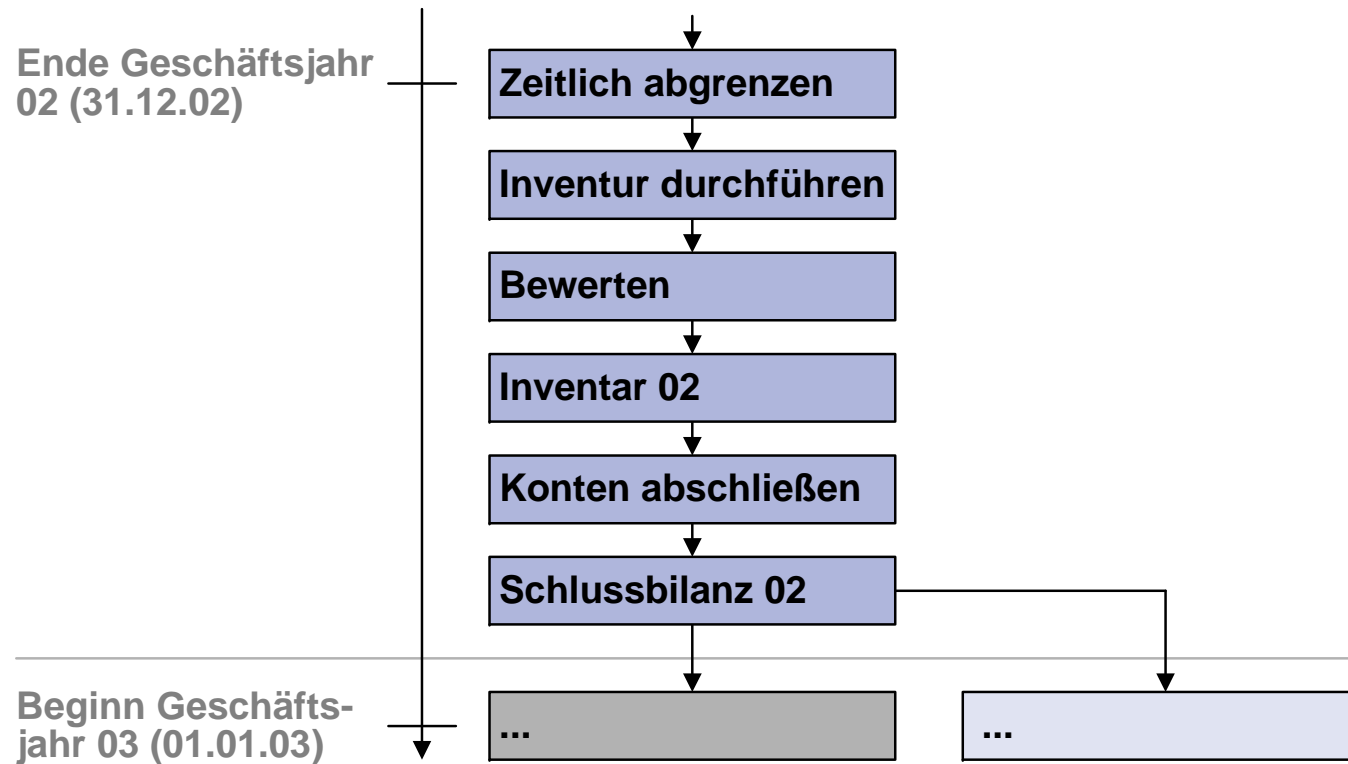 Ende Geschäftsjahr
02 (31.12.02)
Zeitlich abgrenzen
Inventur durchführen
Bewerten
Inventar 02
Konten abschließen
Schlussbilanz 02
Beginn Geschäfts-
jahr 03 (01.01.03)
...
...